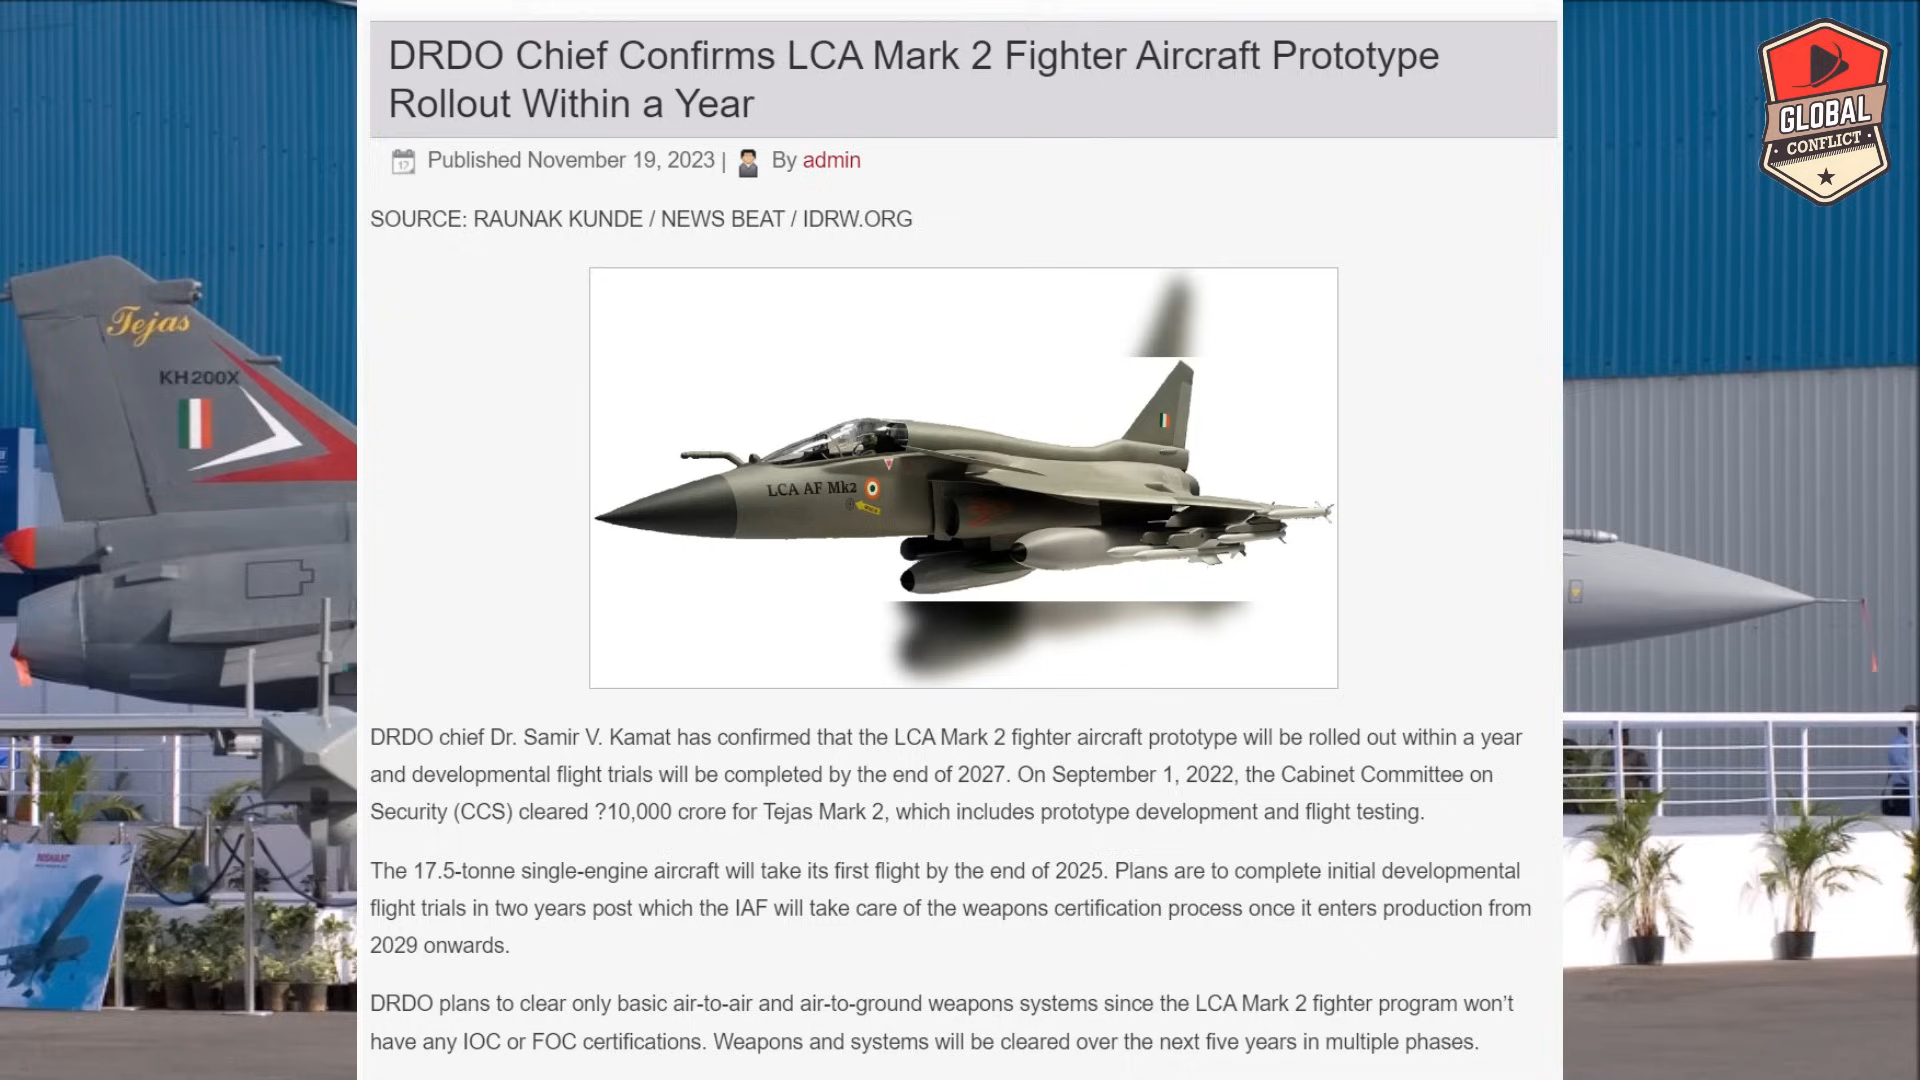 DRDO Chief Confirms LCA Mark 2 Fighter Aircraft Prototype
Rollout Within a Year
17
Published November 19, 2023 | By admin
SOURCE: RAUNAK KUNDE / NEWS BEAT / IDRW.ORG
GLOBAL
CONFLICT
Tejas
KH200X
LCA AF Mk2
DRDO chief Dr. Samir V. Kamat has confirmed that the LCA Mark 2 fighter aircraft prototype will be rolled out within a year
and developmental flight trials will be completed by the end of 2027. On September 1, 2022, the Cabinet Committee on
Security (CCS) cleared ?10,000 crore for Tejas Mark 2, which includes prototype development and flight testing.
The 17.5-tonne single-engine aircraft will take its first flight by the end of 2025. Plans are to complete initial developmental
flight trials in two years post which the IAF will take care of the weapons certification process once it enters production from
2029 onwards.
DRDO plans to clear only basic air-to-air and air-to-ground weapons systems since the LCA Mark 2 fighter program won't
have any IOC or FOC certifications. Weapons and systems will be cleared over the next five years in multiple phases.
NISHANT